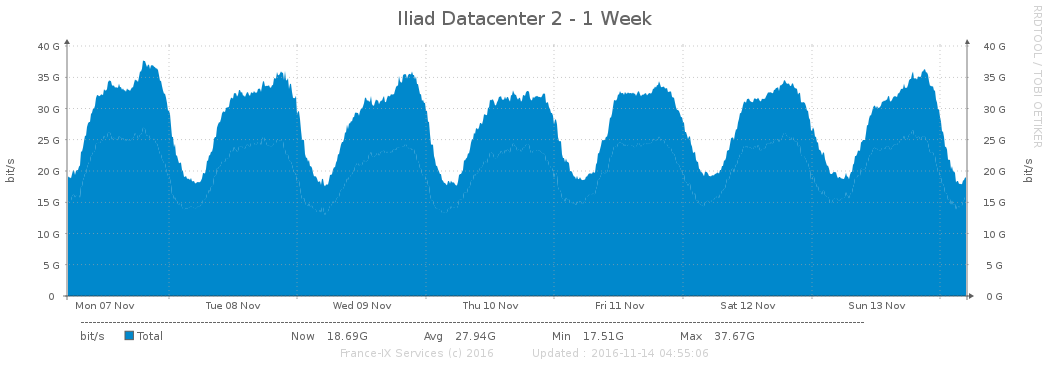 Iliad Datacenter 2 - 1 Week
RRDTOOL / TOBI OETIKER
bit/s
40 G
35 G
30 G
25 G
20 G
15 G
10 G
5 G
0
40 G
35 G
30 G
25 G
20 G
15 G
10 G
5 G
0 G
bit/s
Mon 07 Nov Tue 08 Nov Wed 09 Nov Thu 10 Nov Fri 11 Nov Sat 12 Nov Sun 13 Nov
bit/s Total Now 18.69G Avg 27.94G Min 17.51G Max 37.67G
France-IX Services (c) 2016 Updated : 2016-11-14 04:55:06